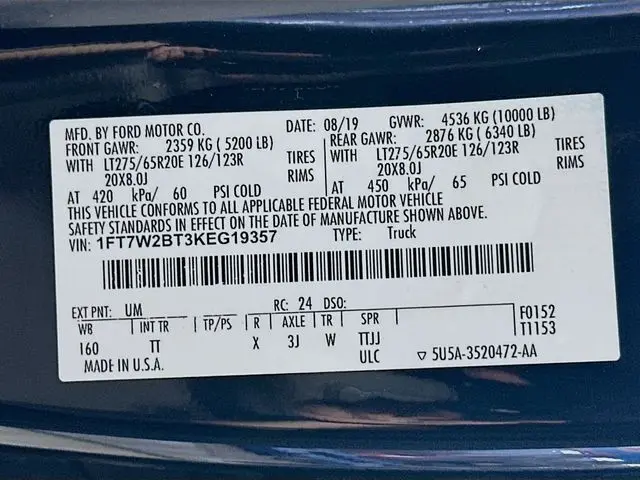 MFD. BY FORD MOTOR CO. DATE: 08/19 GVWR: 4536 KG (10000 LB)
FRONT GAWR: 2359 KG ( 5200 LB) REAR GAWR: 2876 KG ( 6340 LB)
WITH LT275/65R20E 126/123R TIRES WITH LT275/65R20E 126/123R TIRES
20X8.0J RIMS 20X8.0J RIMS
AT 420 kPa/ 60 PSI COLD AT 450 kPa/ 65 PSI COLD
THIS VEHICLE CONFORMS TO ALL APPLICABLE FEDERAL MOTOR VEHICLE
SAFETY STANDARDS IN EFFECT ON THE DATE OF MANUFACTURE SHOWN ABOVE.
VIN: 1FT7W2BT3KEG19357 TYPE: Truck
EXT PNT: UM RC: 24 DSO: F0152
WB INT TR TP/PS R AXLE TR SPR T1153
160 TT X 3J W TTJJ
MADE IN U.S.A. ULC ▽ 5U5A-3520472-AA